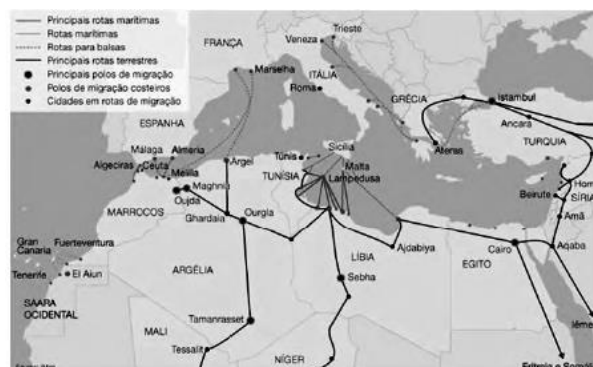 Principais rotas marítimas
Rotas marítimas
Rotas para balsas
Principais rotas terrestres
Principais polos de migração
Polos de migração costeiros
Cidades em rotas de migração
FRANÇA
Trieste
Veneza
Marselha
ITÁLIA
Roma
GRÉCIA
Istambul
Ancara
TURQUIA
ESPANHA
Málaga
Almeria
Algeciras
Ceuta
Melilla
Argel
Túnis
Sicília
Malta
TUNÍSIA
Lampedusa
Atenas
Maghnia
Oujda
MARROCOS
Ghardaia
Ourgla
Beirute
SÍRIA
Amã
Gran
Canaria
Fuerteventura
Tenerife
El Aiun
SAARA
OCIDENTAL
ARGÉLIA
LÍBIA
Sebha
Ajdabiya
Cairo
EGITO
Aqaba
Tamanrasset
MALI
Tessalit
NÍGER